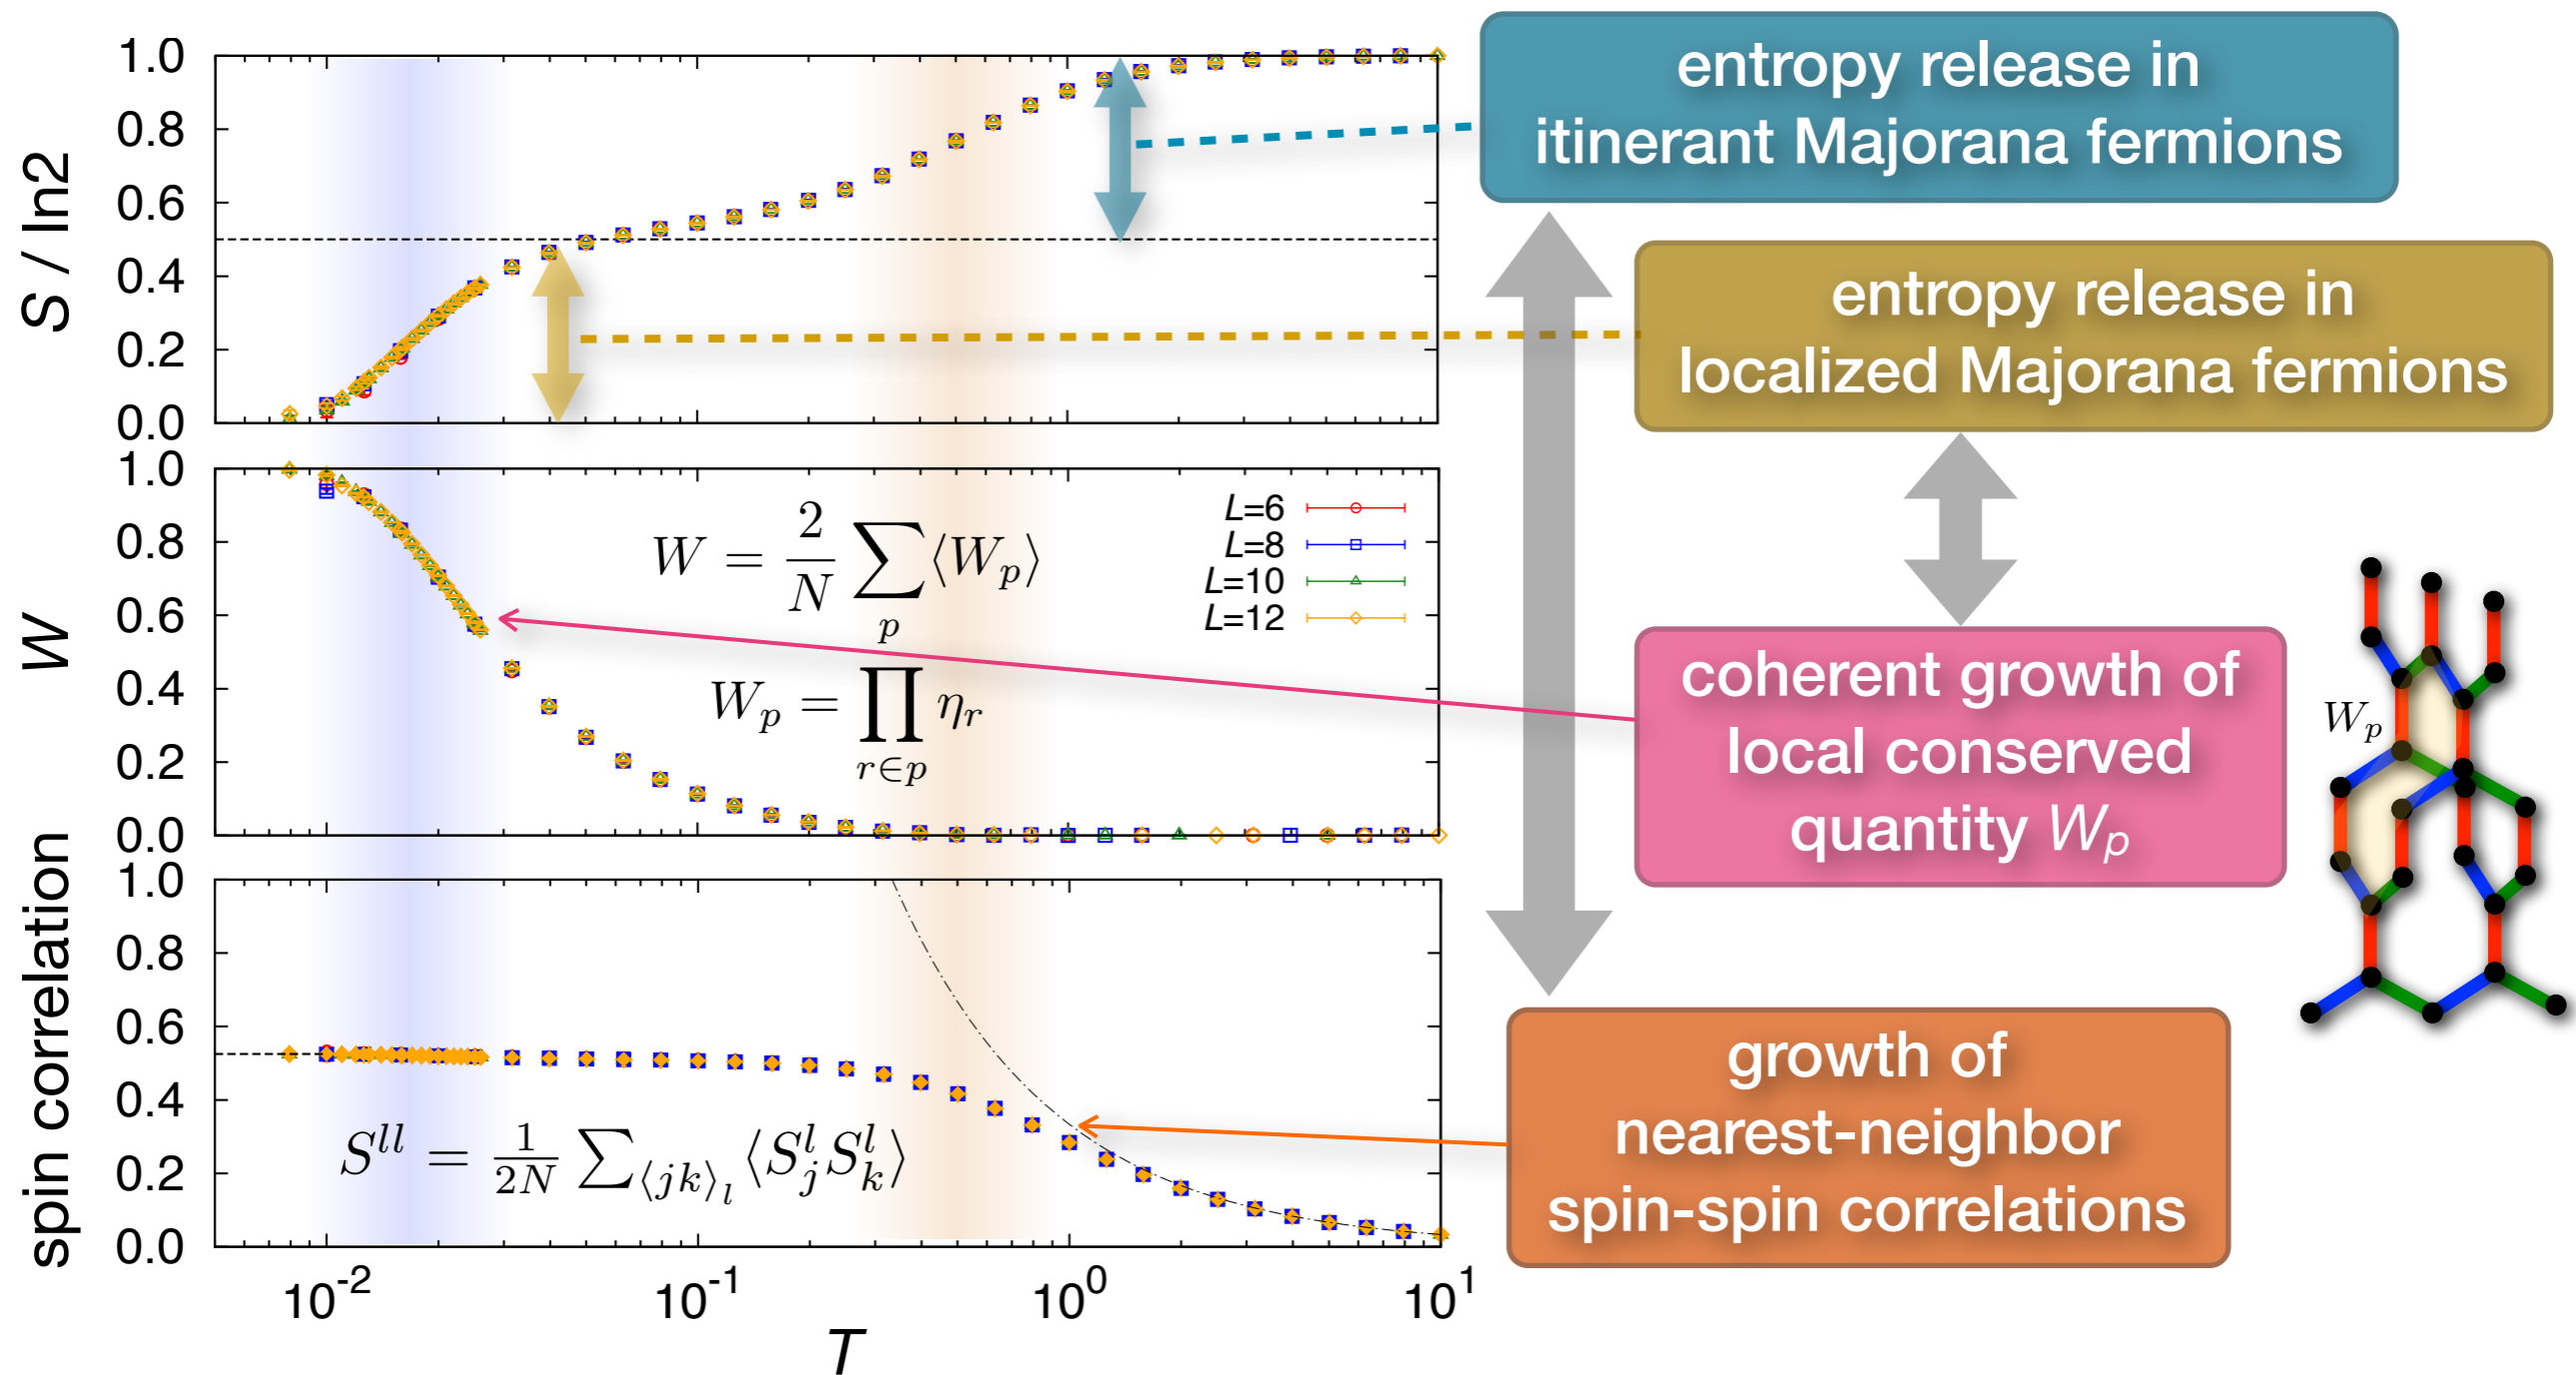 S / ln2
1.0
0.8
0.6
0.4
0.2
0.0
entropy release in
itinerant Majorana fermions
entropy release in
localized Majorana fermions
W
1.0
0.8
0.6
0.4
0.2
0.0
W = 2/N ∑_p ⟨W_p⟩
W_p = ∏_{r∈p} η_r
L=6
L=8
L=10
L=12
coherent growth of
local conserved
quantity W_p
W_p
spin correlation
1.0
0.8
0.6
0.4
0.2
0.0
S^{ll} = 1/2N ∑_{⟨jk⟩_l} ⟨S_j^l S_k^l⟩
growth of
nearest-neighbor
spin-spin correlations
10^{-2} 10^{-1} 10^0 10^1
T